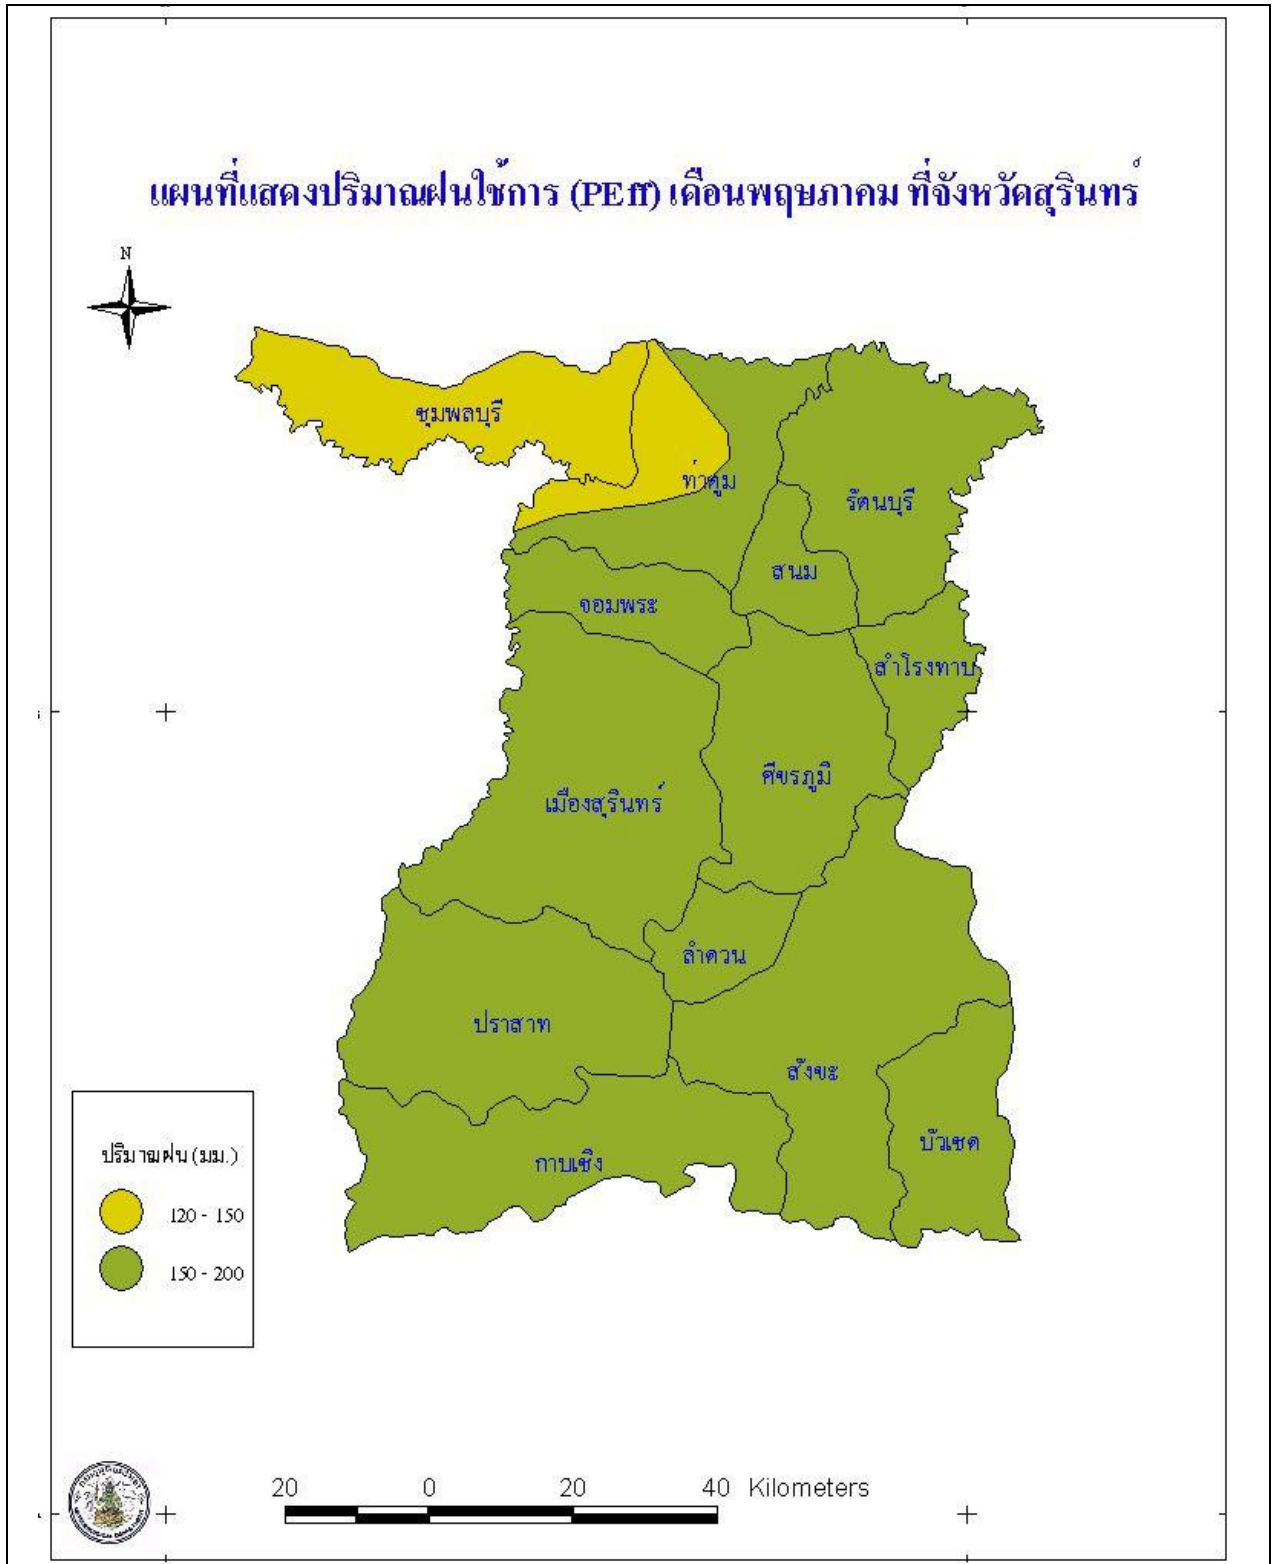 แผนที่แสดงปริมาณฝนใช้การ (PEff) เดือนพฤษภาคม ที่จังหวัดสุรินทร์
N
ชุมพลบุรี
ท่าตูม
รัตนบุรี
สนม
จอมพระ
สำโรงทาบ
ศีขรภูมิ
เมืองสุรินทร์
ลำดวน
ปราสาท
สังขะ
บัวเชด
กาบเชิง
ปริมาณฝน (มม.)
120 - 150
150 - 200
20 0 20 40 Kilometers